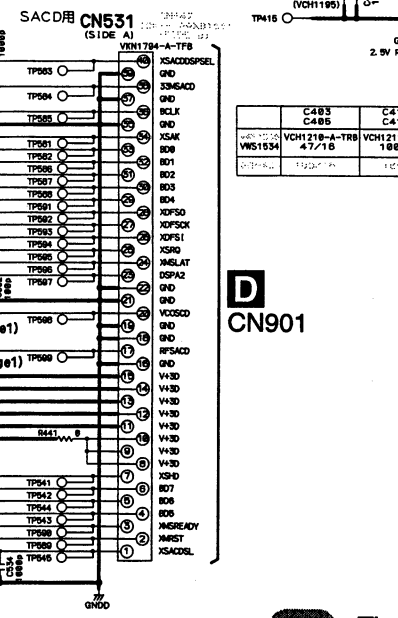 (VCH1195)
SACD用 CN531
(SIDE A)
VKN1794-A-TFB
TP415
2.5V
C403
C405
VCH1210-A-TRB
VWS1534
47/16
40 XSACDDSPSEL
TP583 39 GND
38 33MSACD
TP584 37 GND
36 BCLK
TP585 35 GND
34 XSAK
TP581 33 BD0
TP582 32 BD1
TP586 31 BD2
TP587 30 BD3
TP588 29 BD4
TP591 28 XDFSO
TP592 27 XDFSCK
TP593 26 XDFSI
TP594 25 XSRQ
TP595 24 XMSLAT
TP596 23 DSPA2
TP597 22 GND
21 GND
20 VCOSCD
TP598 19 GND
18 GND
17 RFSACD
TP599 16 GND
15 V+3D
14 V+3D
13 V+3D
12 V+3D
11 V+3D
R441 0 10 V+3D
9 V+3D
8 V+3D
7 XSHD
TP541 6 BD7
TP542 5 BD6
TP544 4 BD5
TP543 3 XMSREADY
TP590 2 XMRST
TP589 1 XSACDSL
TP545
C534
1000p
GNDD
D
CN901